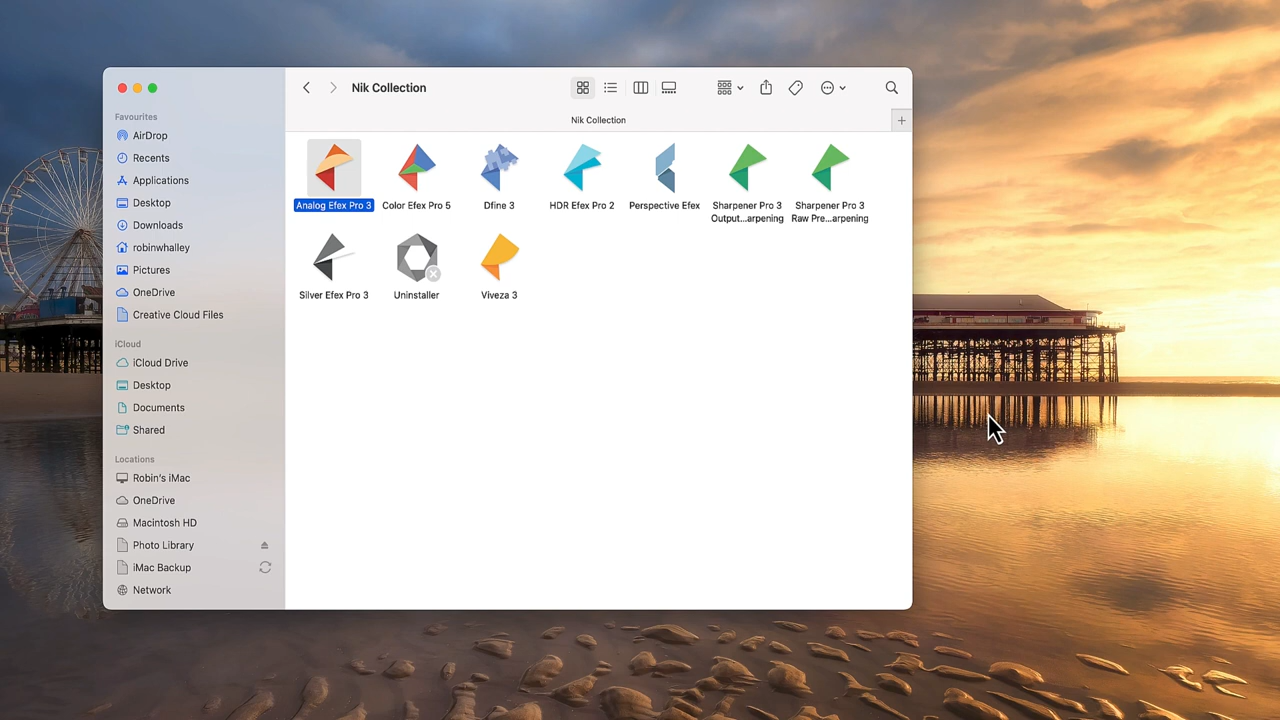 Nik Collection
Nik Collection
Favourites
AirDrop
Recents
Applications
Desktop
Downloads
robinwhalley
Pictures
OneDrive
Creative Cloud Files
iCloud
iCloud Drive
Desktop
Documents
Shared
Locations
Robin's iMac
OneDrive
Macintosh HD
Photo Library
iMac Backup
Network
Analog Efex Pro 3
Color Efex Pro 5
Dfine 3
HDR Efex Pro 2
Perspective Efex
Sharpener Pro 3
Output...arpening
Sharpener Pro 3
Raw Pre...arpening
Silver Efex Pro 3
Uninstaller
Viveza 3